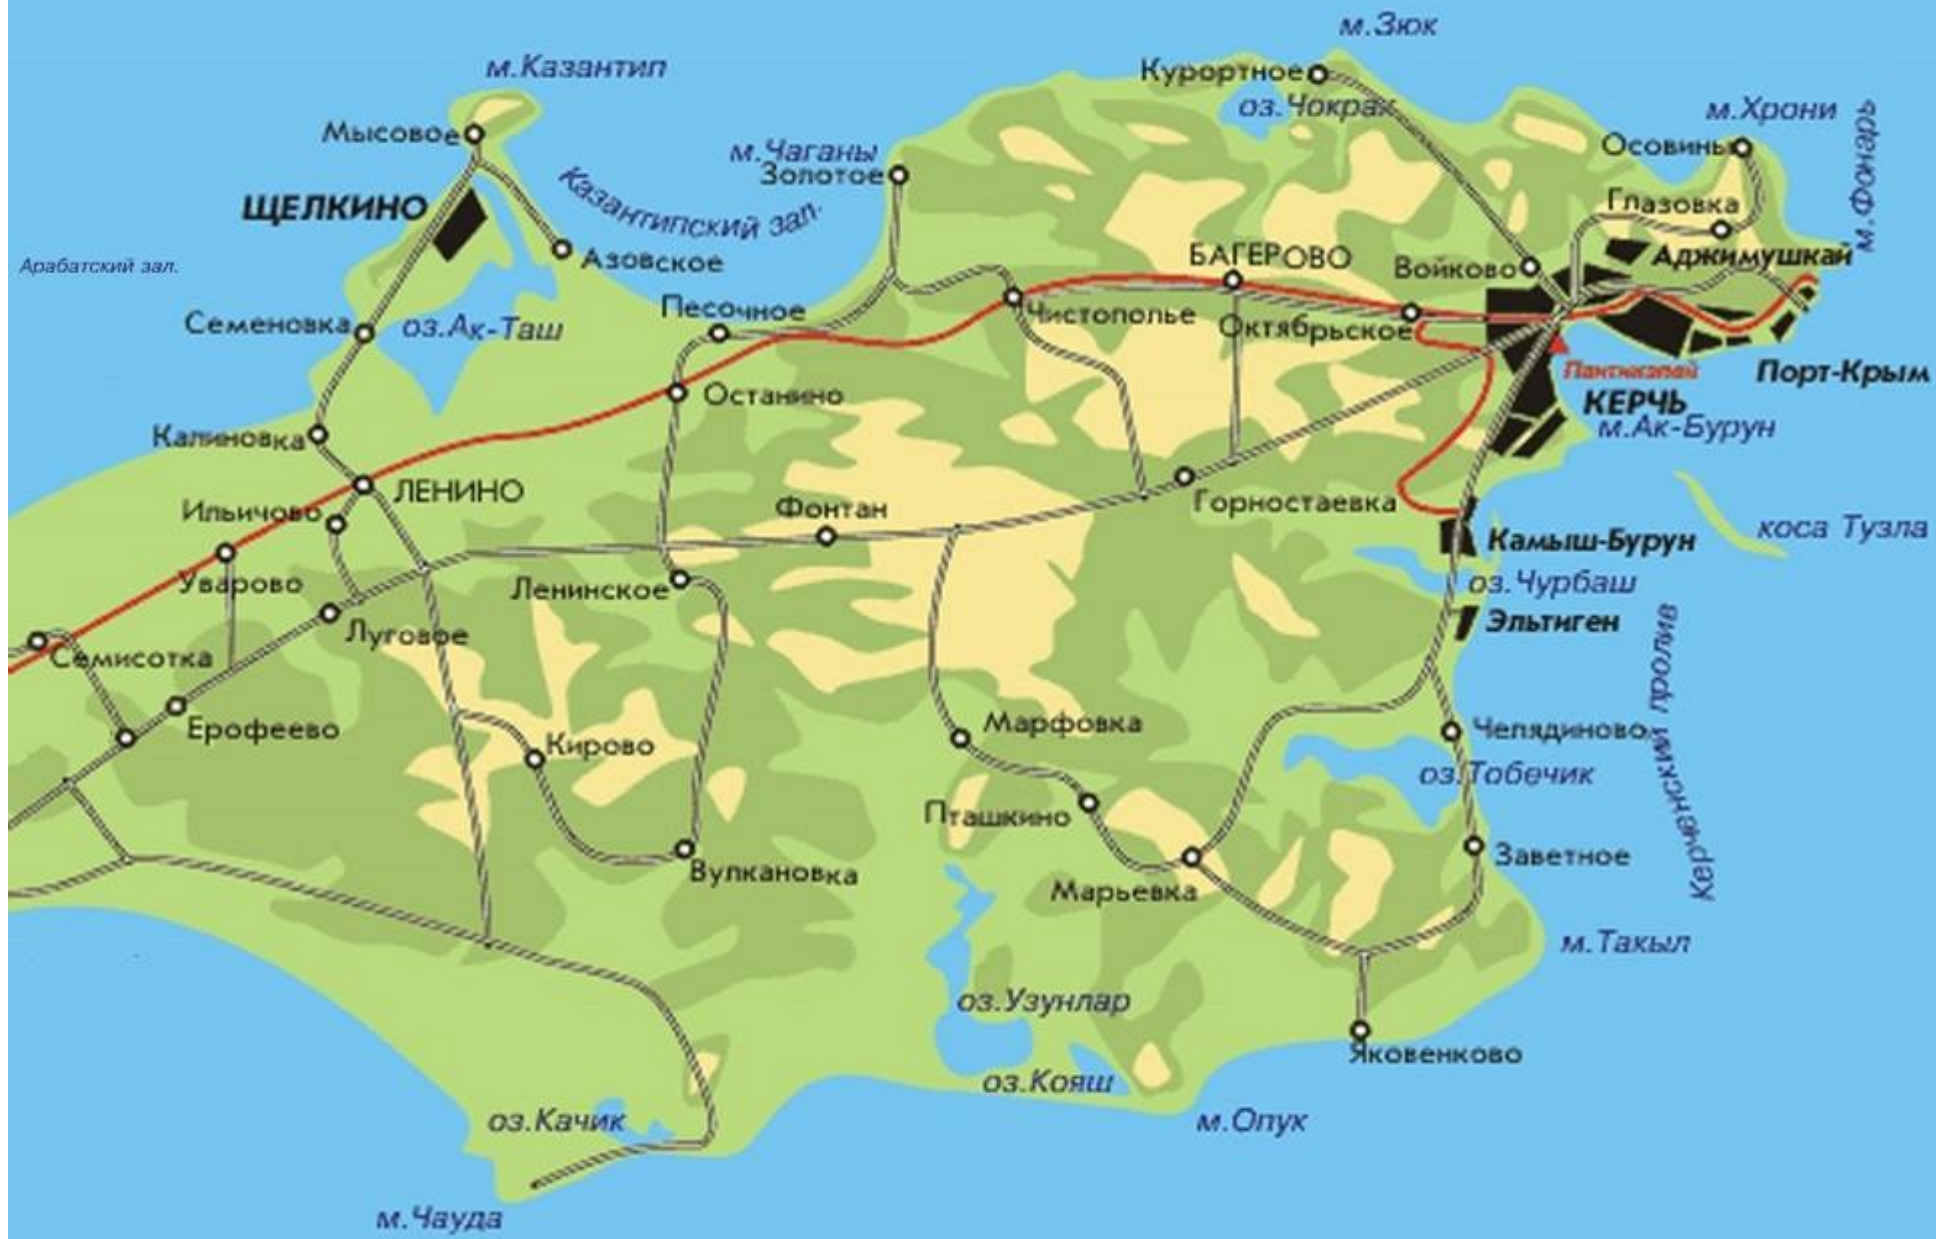 м.Зюк
м.Казантип
Курортное
оз.Чокрак
м.Хрони
м.Фонарь
Мысовое
Осовины
м.Чаганы
Золотое
Казантипский зал.
ЩЕЛКИНО
Глазовка
Аджимушкай
Азовское
БАГЕРОВО
Войково
Арабатский зал.
Песочное
Чистополье
Октябрьское
Семеновка
оз.Ак-Таш
Пантикапей
Порт-Крым
Останино
КЕРЧЬ
м.Ак-Бурун
Калиновка
ЛЕНИНО
Ильичово
Фонтан
Горностаевка
коса Тузла
Камыш-Бурун
Уварово
Ленинское
оз.Чурбаш
Луговое
Эльтиген
Семисотка
Керченский пролив
Ерофеево
Марфовка
Челядиново
Кирово
оз.Тобечик
Пташкино
Вулкановка
Марьевка
Заветное
м.Такыл
оз.Узунлар
Яковенково
оз.Кояш
оз.Качик
м.Опук
м.Чауда